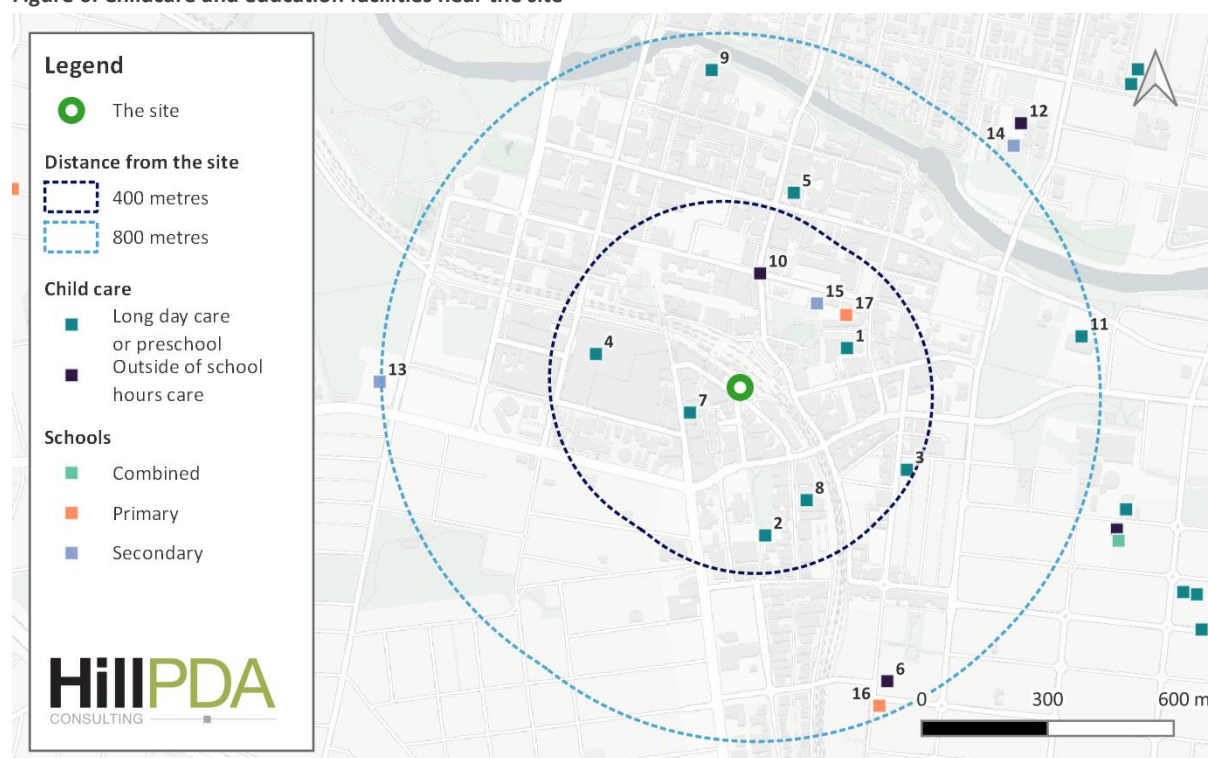 Figure 6: Childcare and education facilities near the site
Legend
The site
Distance from the site
400 metres
800 metres
Child care
Long day care
or preschool
Outside of school
hours care
Schools
Combined
Primary
Secondary
HillPDA
CONSULTING
9
12
14
5
10
15
17
11
1
4
13
7
3
8
2
6
16
0 300 600 m